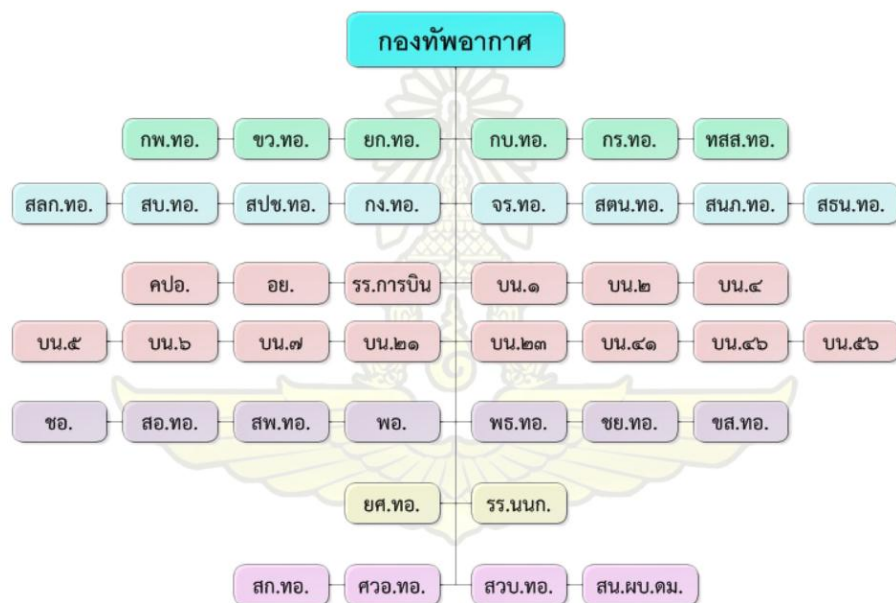 กองทัพอากาศ
กพ.ทอ. ขว.ทอ. ยก.ทอ. กบ.ทอ. กร.ทอ. ทสส.ทอ.
สลก.ทอ. สบ.ทอ. สปช.ทอ. กง.ทอ. จร.ทอ. สตน.ทอ. สนภ.ทอ. สธน.ทอ.
คปอ. อย. รร.การบิน บน.๑ บน.๒ บน.๔
บน.๕ บน.๖ บน.๗ บน.๒๑ บน.๒๓ บน.๔๑ บน.๔๖ บน.๕๖
ชอ. สอ.ทอ. สพ.ทอ. พอ. พธ.ทอ. ชย.ทอ. ขส.ทอ.
ยศ.ทอ. รร.นนก.
สก.ทอ. ศวอ.ทอ. สวบ.ทอ. สน.ผบ.ดม.